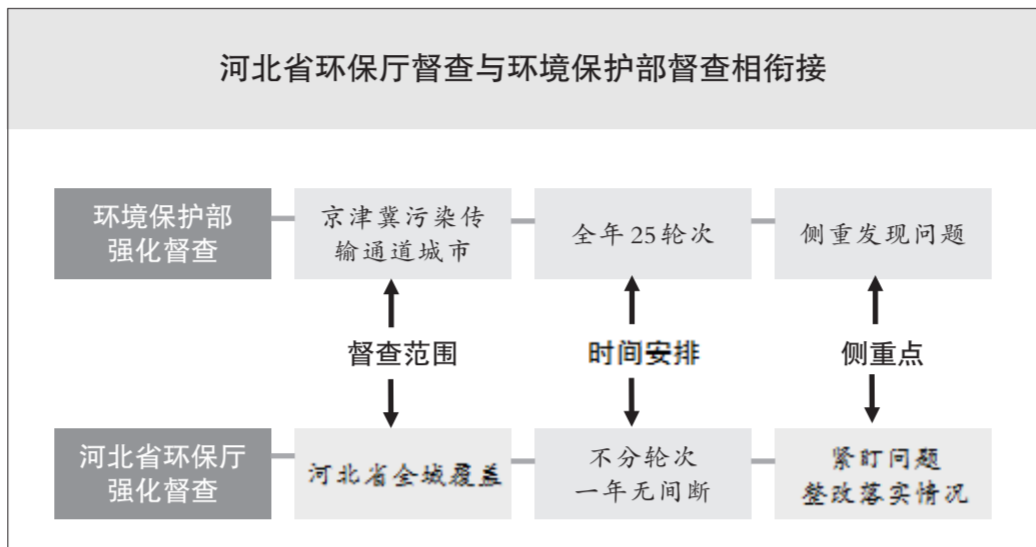 河北省环保厅督查与环境保护部督查相衔接
环境保护部
强化督查
京津冀污染传
输通道城市
全年25轮次
侧重发现问题
督查范围
时间安排
侧重点
河北省环保厅
强化督查
河北省全域覆盖
不分轮次
一年无间断
紧盯问题
整改落实情况